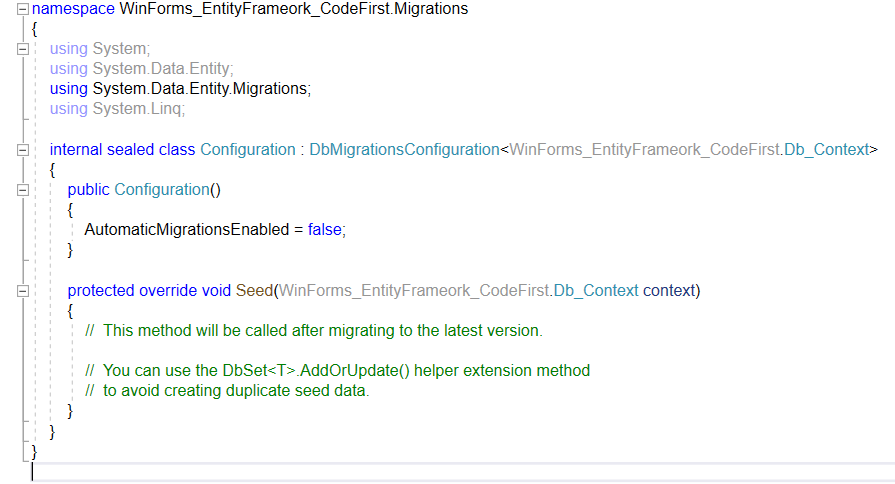 namespace WinForms_EntityFrameork_CodeFirst.Migrations
{
using System;
using System.Data.Entity;
using System.Data.Entity.Migrations;
using System.Linq;
internal sealed class Configuration : DbMigrationsConfiguration<WinForms_EntityFrameork_CodeFirst.Db_Context>
{
public Configuration()
{
AutomaticMigrationsEnabled = false;
}
protected override void Seed(WinForms_EntityFrameork_CodeFirst.Db_Context context)
{
//  This method will be called after migrating to the latest version.
//  You can use the DbSet<T>.AddOrUpdate() helper extension method
//  to avoid creating duplicate seed data.
}
}
}